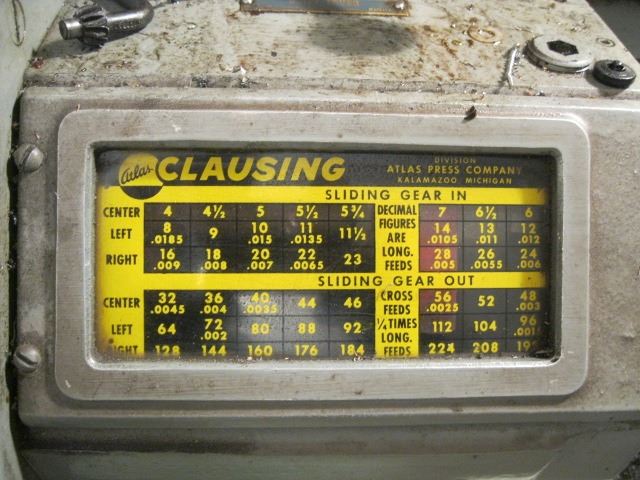 Atlas CLAUSING DIVISION
ATLAS PRESS COMPANY
KALAMAZOO MICHIGAN
SLIDING GEAR IN
CENTER 4 4½ 5 5½ 5¾ DECIMAL 7 6½ 6
FIGURES
LEFT 8 9 10 11 11½ ARE 14 13 12
.0185 .015 .0135 .0105 .011 .012
RIGHT 16 18 20 22 23 LONG. 28 26 24
.009 .008 .007 .0065 FEEDS .005 .0055 .006
SLIDING GEAR OUT
CENTER 32 36 40 44 46 CROSS 56 52 48
.0045 .004 .0035 FEEDS .0025 .003
LEFT 64 72 80 88 92 ¼ TIMES 112 104 96
.002 LONG.
RIGHT 128 144 160 176 184 FEEDS 224 208